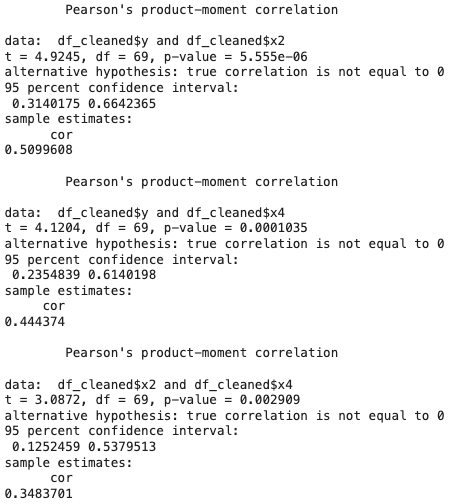 Pearson's product-moment correlation
data:  df_cleaned$y and df_cleaned$x2
t = 4.9245, df = 69, p-value = 5.555e-06
alternative hypothesis: true correlation is not equal to 0
95 percent confidence interval:
 0.3140175 0.6642365
sample estimates:
      cor
0.5099608
Pearson's product-moment correlation
data:  df_cleaned$y and df_cleaned$x4
t = 4.1204, df = 69, p-value = 0.0001035
alternative hypothesis: true correlation is not equal to 0
95 percent confidence interval:
 0.2354839 0.6140198
sample estimates:
     cor
0.444374
Pearson's product-moment correlation
data:  df_cleaned$x2 and df_cleaned$x4
t = 3.0872, df = 69, p-value = 0.002909
alternative hypothesis: true correlation is not equal to 0
95 percent confidence interval:
 0.1252459 0.5379513
sample estimates:
      cor
0.3483701